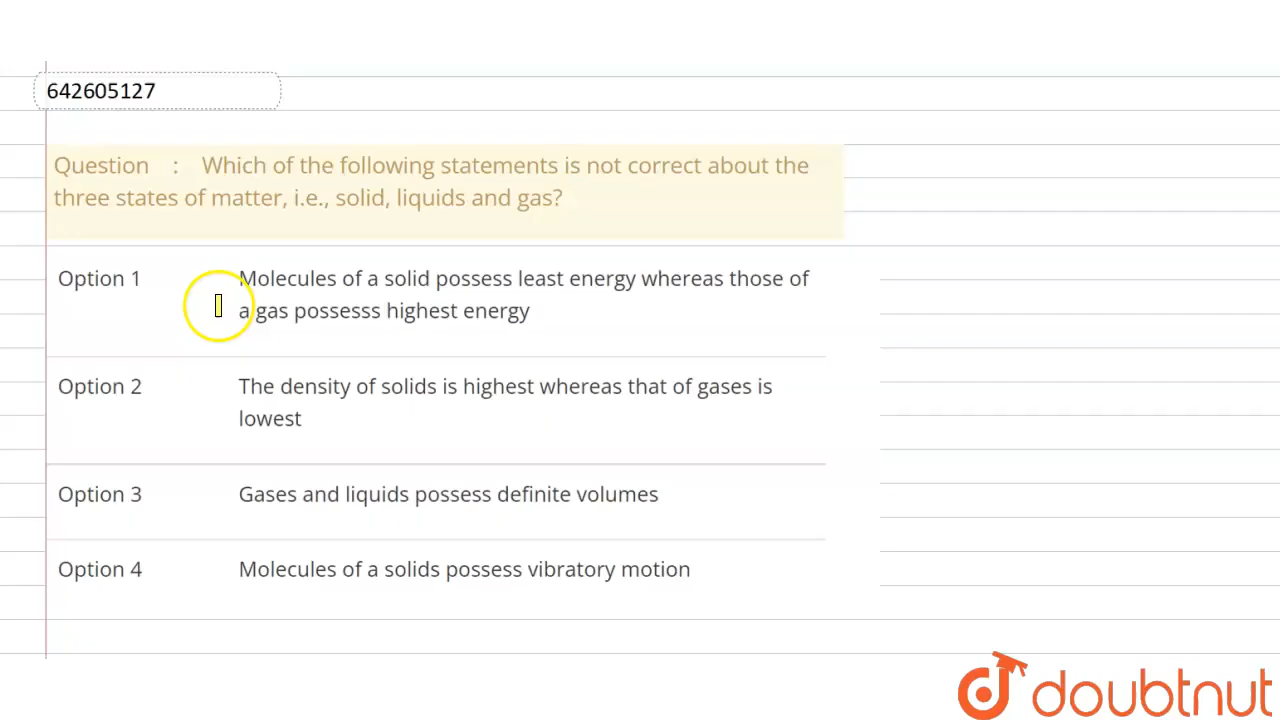 642605127
Question : Which of the following statements is not correct about the
three states of matter, i.e., solid, liquids and gas?
Option 1 Molecules of a solid possess least energy whereas those of
a gas possesss highest energy
Option 2 The density of solids is highest whereas that of gases is
lowest
Option 3 Gases and liquids possess definite volumes
Option 4 Molecules of a solids possess vibratory motion
doubtnut